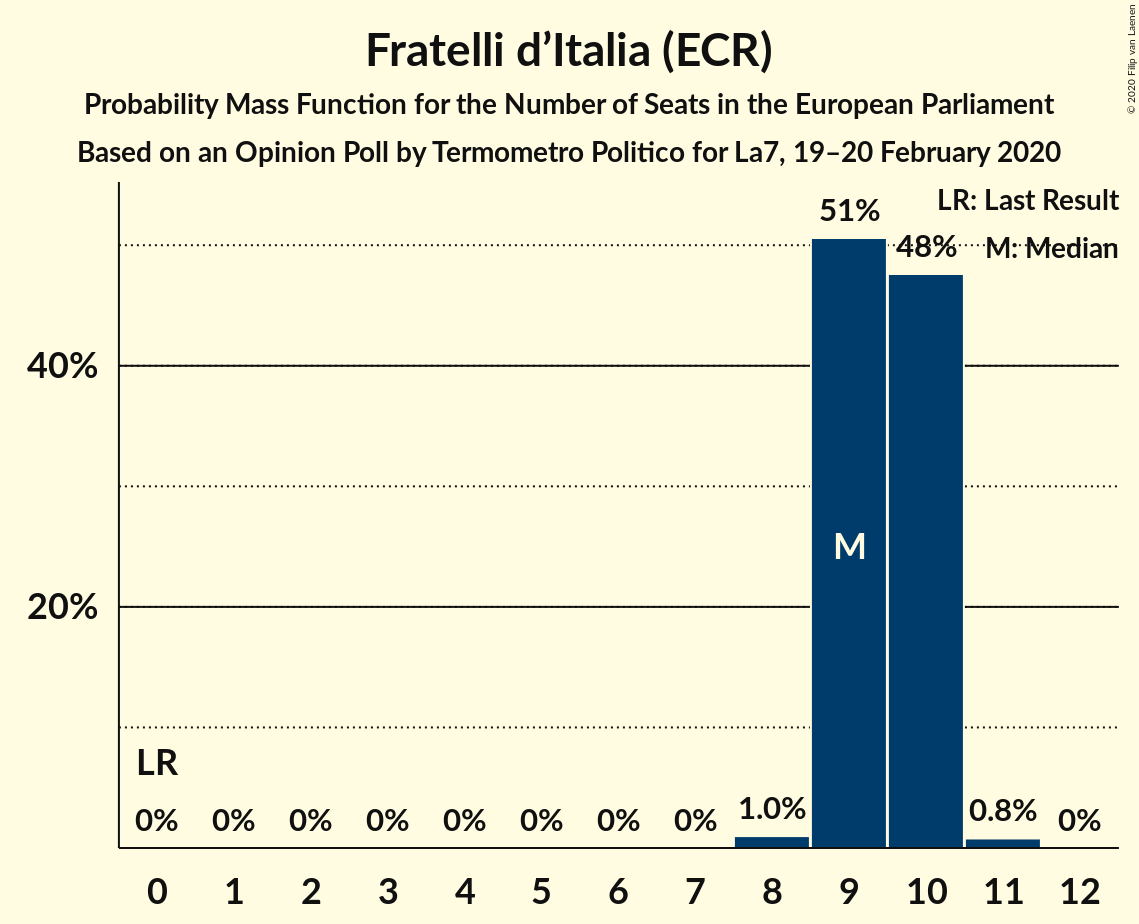 Fratelli d’Italia (ECR)
Probability Mass Function for the Number of Seats in the European Parliament
Based on an Opinion Poll by Termometro Politico for La7, 19–20 February 2020
© 2020 Filip van Laenen
LR: Last Result
M: Median
51%
48%
40%
M
20%
LR
0% 0% 0% 0% 0% 0% 0% 0% 1.0% 0.8% 0%
0 1 2 3 4 5 6 7 8 9 10 11 12